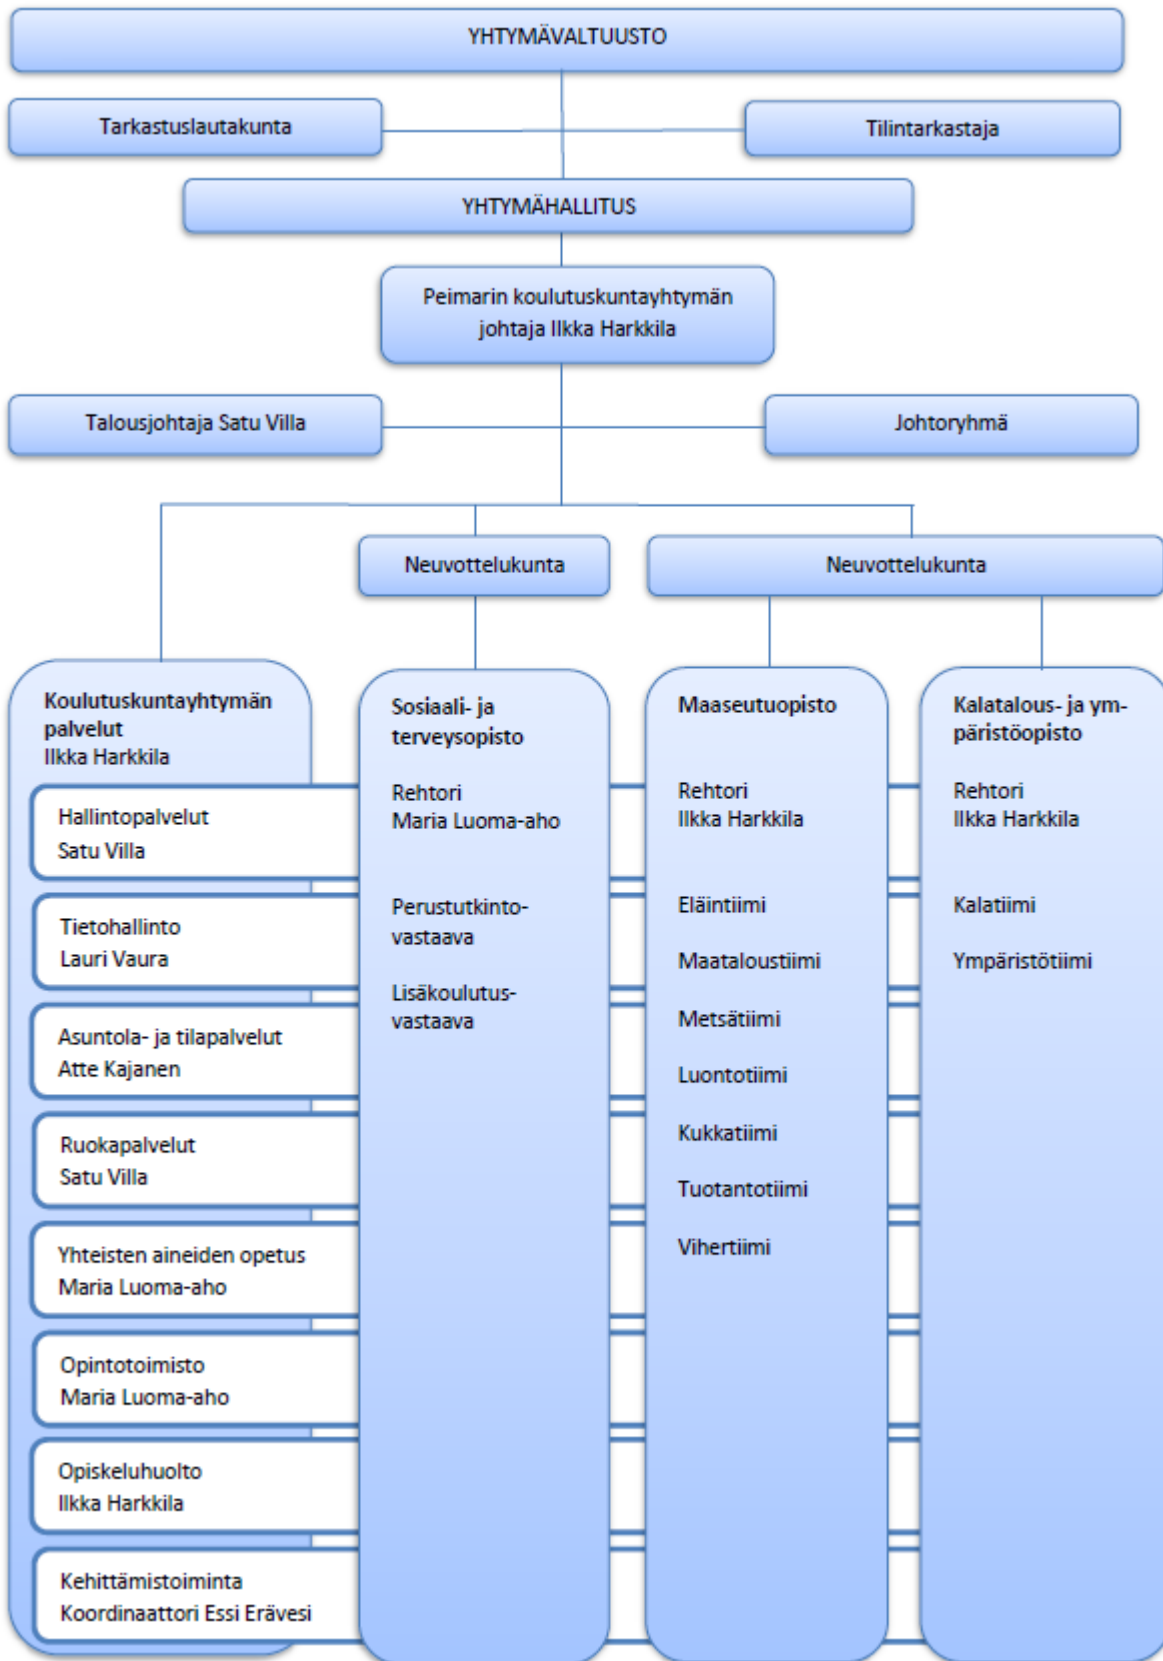 YHTYMÄVALTUUSTO
Tarkastuslautakunta
Tilintarkastaja
YHTYMÄHALLITUS
Peimarin koulutuskuntayhtymän
johtaja Ilkka Harkkila
Talousjohtaja Satu Villa
Johtoryhmä
Neuvottelukunta
Neuvottelukunta
Koulutuskuntayhtymän
palvelut
Ilkka Harkkila
Hallintopalvelut
Satu Villa
Tietohallinto
Lauri Vaura
Asuntola- ja tilapalvelut
Atte Kajanen
Ruokapalvelut
Satu Villa
Yhteisten aineiden opetus
Maria Luoma-aho
Opintotoimisto
Maria Luoma-aho
Opiskeluhuolto
Ilkka Harkkila
Kehittämistoiminta
Koordinaattori Essi Erävesi
Sosiaali- ja
terveysopisto
Rehtori
Maria Luoma-aho
Perustutkinto-
vastaava
Lisäkoulutus-
vastaava
Maaseutuopisto
Rehtori
Ilkka Harkkila
Eläintiimi
Maataloustiimi
Metsätiimi
Luontotiimi
Kukkatiimi
Tuotantotiimi
Vihertiimi
Kalatalous- ja ym-
päristöopisto
Rehtori
Ilkka Harkkila
Kalatiimi
Ympäristötiimi